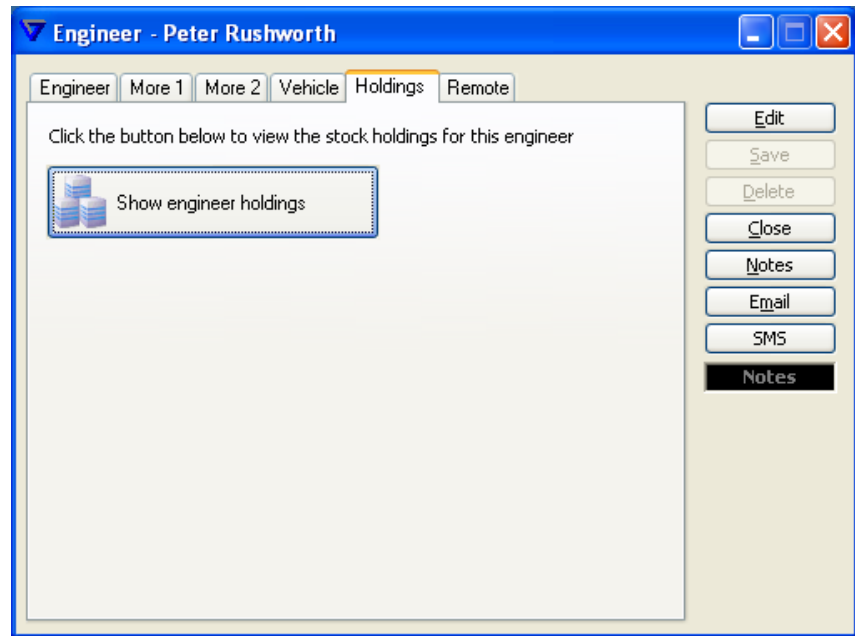 Engineer - Peter Rushworth
Engineer More 1 More 2 Vehicle Holdings Remote
Click the button below to view the stock holdings for this engineer
Show engineer holdings
Edit
Save
Delete
Close
Notes
Email
SMS
Notes